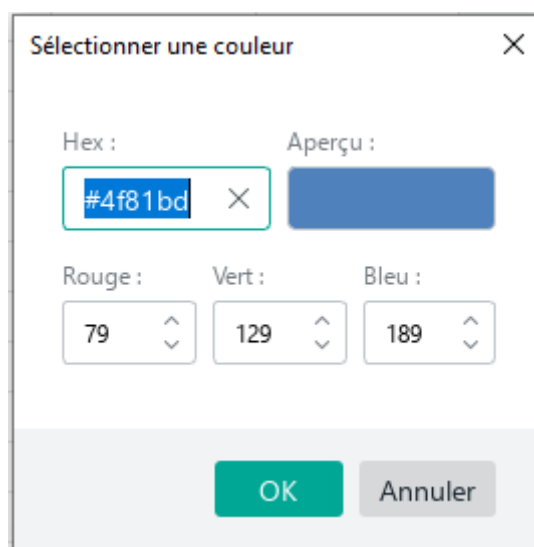 Sélectionner une couleur
Hex :
Aperçu :
#4f81bd
Rouge :
Vert :
Bleu :
79
129
189
OK
Annuler